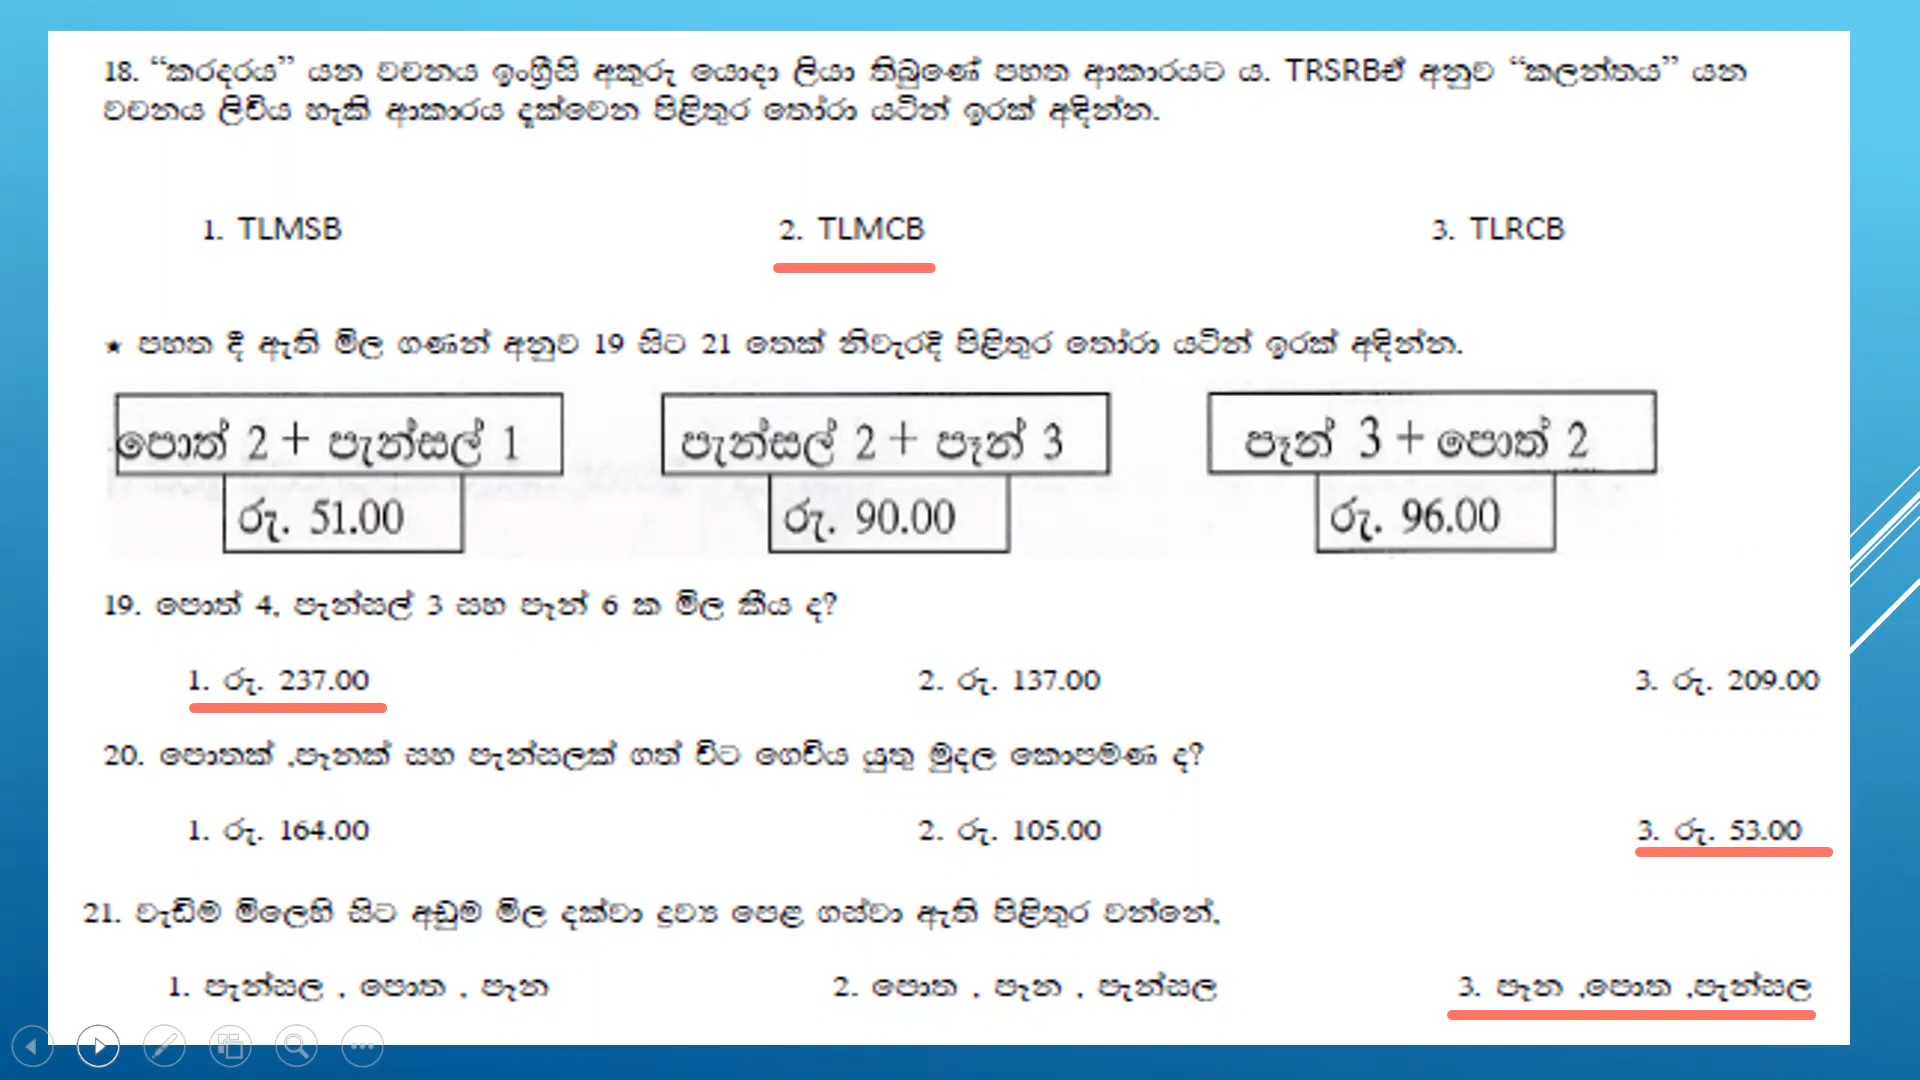 18. “කරදරය” යන වචනය ඉංග්‍රීසි අකුරු යොදා ලියා තිබුණේ පහත ආකාරයට ය. TRSRBඒ අනුව “කලන්තය” යන
වචනය ලිවිය හැකි ආකාරය දැක්වෙන පිළිතුර තෝරා යටින් ඉරක් අඳින්න.
1. TLMSB 2. TLMCB 3. TLRCB
★ පහත දී ඇති මිල ගණන් අනුව 19 සිට 21 තෙක් නිවැරදි පිළිතුර තෝරා යටින් ඉරක් අඳින්න.
පොත් 2 + පැන්සල් 1 පැන්සල් 2 + පෑන් 3 පෑන් 3 + පොත් 2
රු. 51.00 රු. 90.00 රු. 96.00
19. පොත් 4, පැන්සල් 3 සහ පෑන් 6 ක මිල කීය ද?
1. රු. 237.00 2. රු. 137.00 3. රු. 209.00
20. පොතක් ,පෑනක් සහ පැන්සලක් ගත් විට ගෙවිය යුතු මුදල කොපමණ ද?
1. රු. 164.00 2. රු. 105.00 3. රු. 53.00
21. වැඩිම මිලෙහි සිට අඩුම මිල දක්වා ද්‍රව්‍ය පෙළ ගස්වා ඇති පිළිතුර වන්නේ,
1. පැන්සල , පොත , පෑන 2. පොත , පෑන , පැන්සල 3. පෑන ,පොත ,පැන්සල